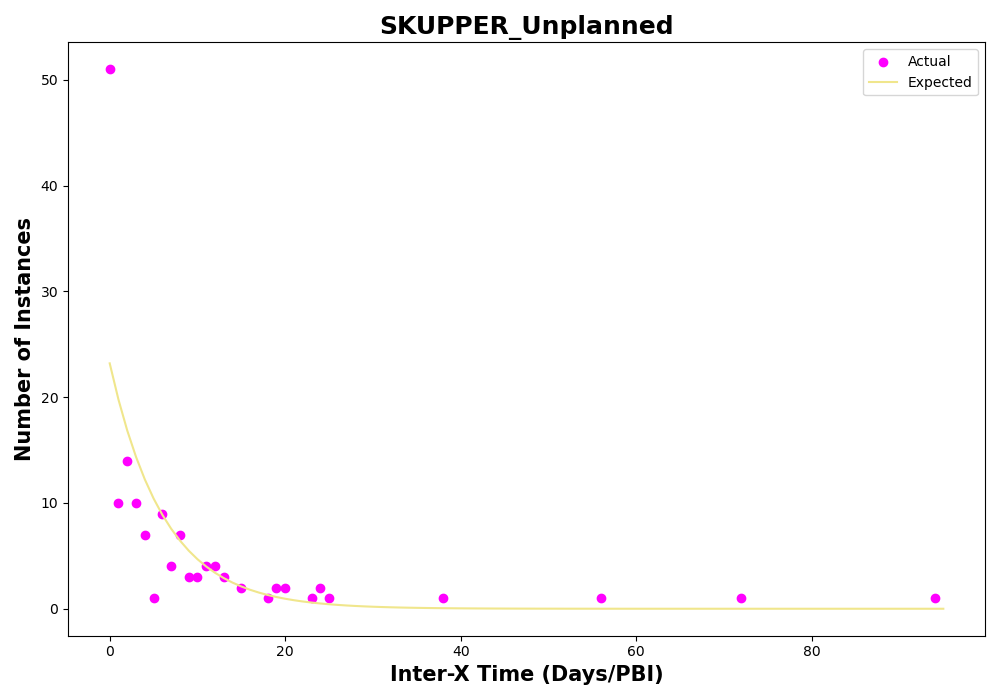 SKUPPER_Unplanned
Actual
Expected
Number of Instances
50
40
30
20
10
0
0 20 40 60 80
Inter-X Time (Days/PBI)